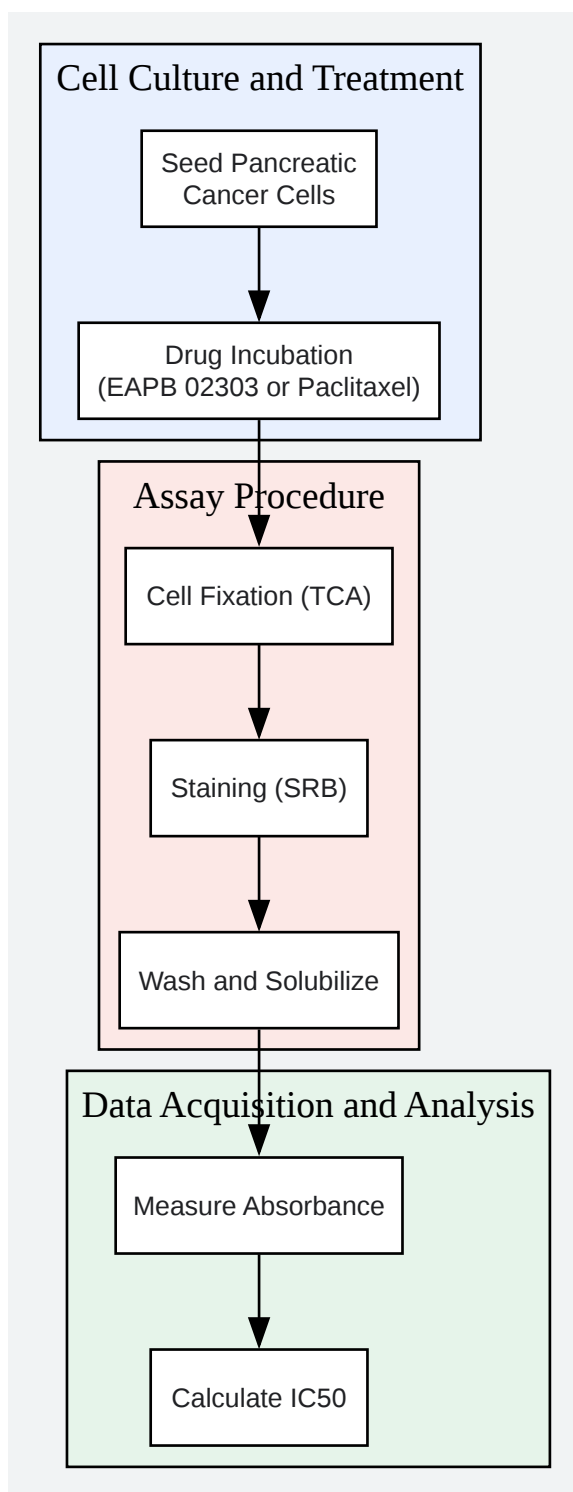 Cell Culture and Treatment
Seed Pancreatic
Cancer Cells
Drug Incubation
(EAPB 02303 or Paclitaxel)
Assay Procedure
Cell Fixation (TCA)
Staining (SRB)
Wash and Solubilize
Data Acquisition and Analysis
Measure Absorbance
Calculate IC50